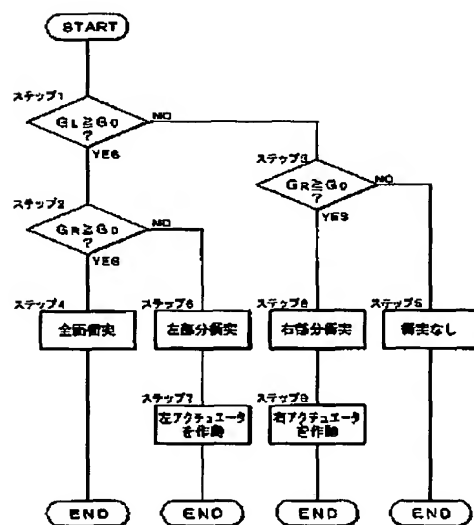 START
ステップ1
GL≧G0
?
NO
YES
ステップ3
GR≧G0
?
NO
YES
ステップ2
GR≧G0
?
NO
YES
ステップ4
全面衝突
ステップ6
左部分衝突
ステップ8
右部分衝突
ステップ5
衝突なし
ステップ7
左アクチュエータ
を作動
ステップ9
右アクチュエータ
を作動
END
END
END
END